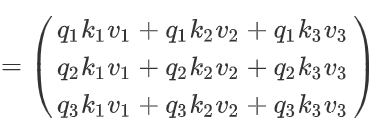 q₁k₁v₁ + q₁k₂v₂ + q₁k₃v₃
= ( q₂k₁v₁ + q₂k₂v₂ + q₂k₃v₃ )
q₃k₁v₁ + q₃k₂v₂ + q₃k₃v₃